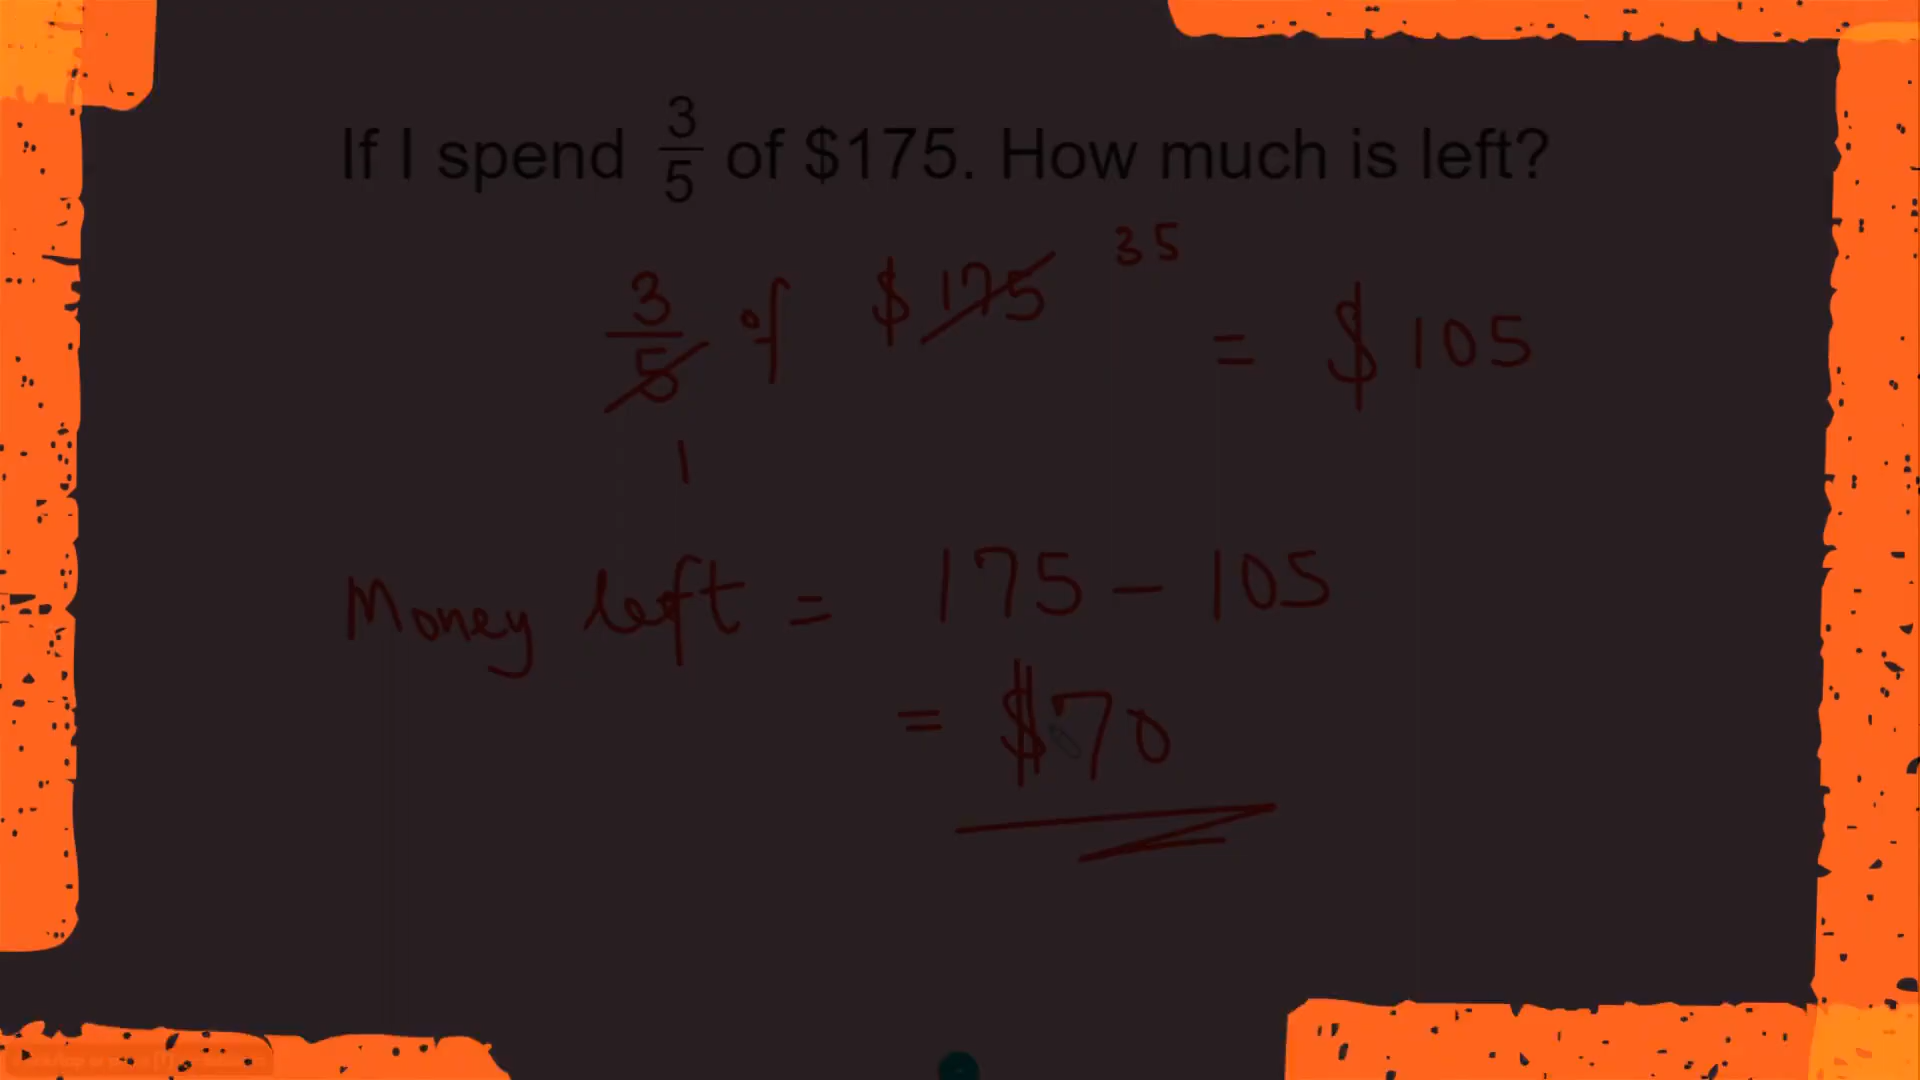 If I spend 3/5 of $175. How much is left?
3/5 of $175 35 = $105
1
Money left = 175 - 105
= $70